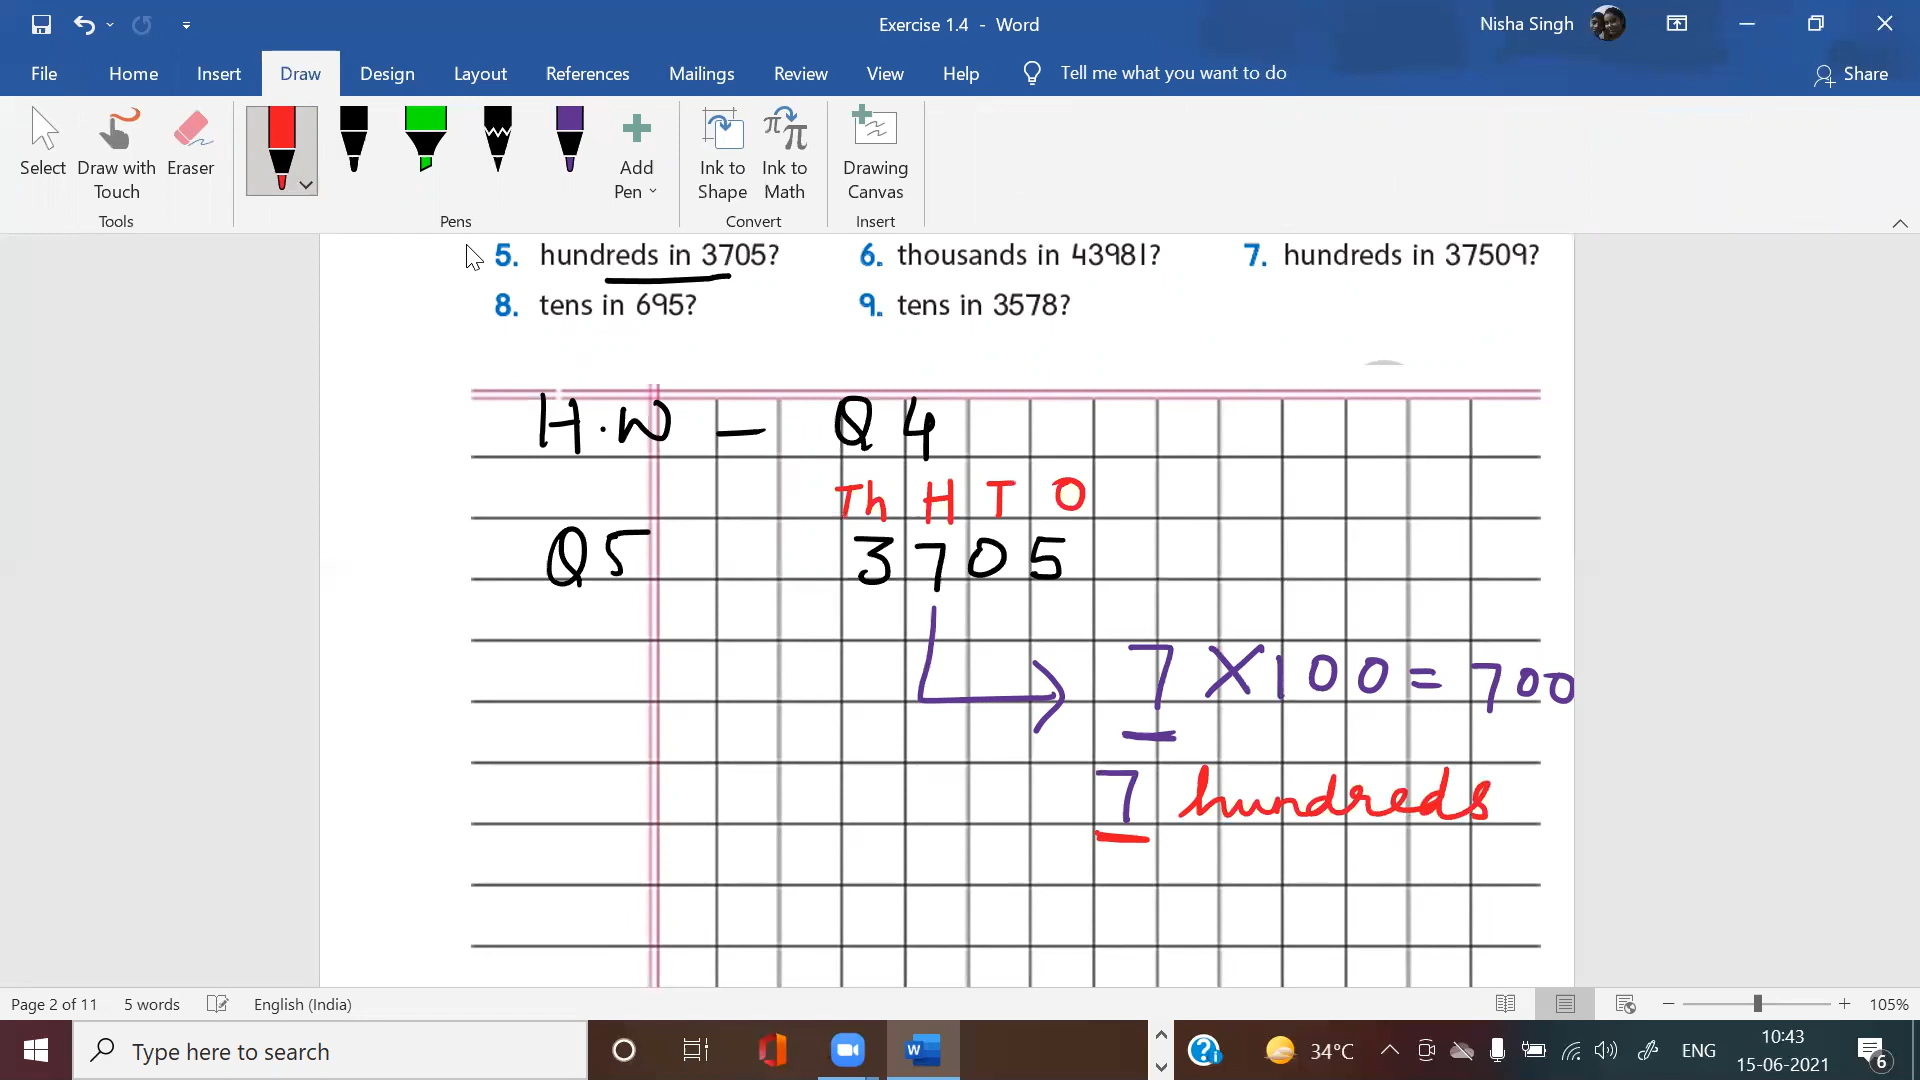 Exercise 1.4 - Word
Nisha Singh
File Home Insert Draw Design Layout References Mailings Review View Help Tell me what you want to do Share
Select Draw with Touch Eraser Add Pen Ink to Shape Ink to Math Drawing Canvas
Tools Pens Convert Insert
5. hundreds in 3705? 6. thousands in 43981? 7. hundreds in 37509?
8. tens in 695? 9. tens in 3578?
H.W - Q 4
Th H T O
Q5 3 7 0 5
7 X 100 = 700
7 hundreds
Page 2 of 11 5 words English (India) 105%
Type here to search 34°C ENG 10:43
15-06-2021 6